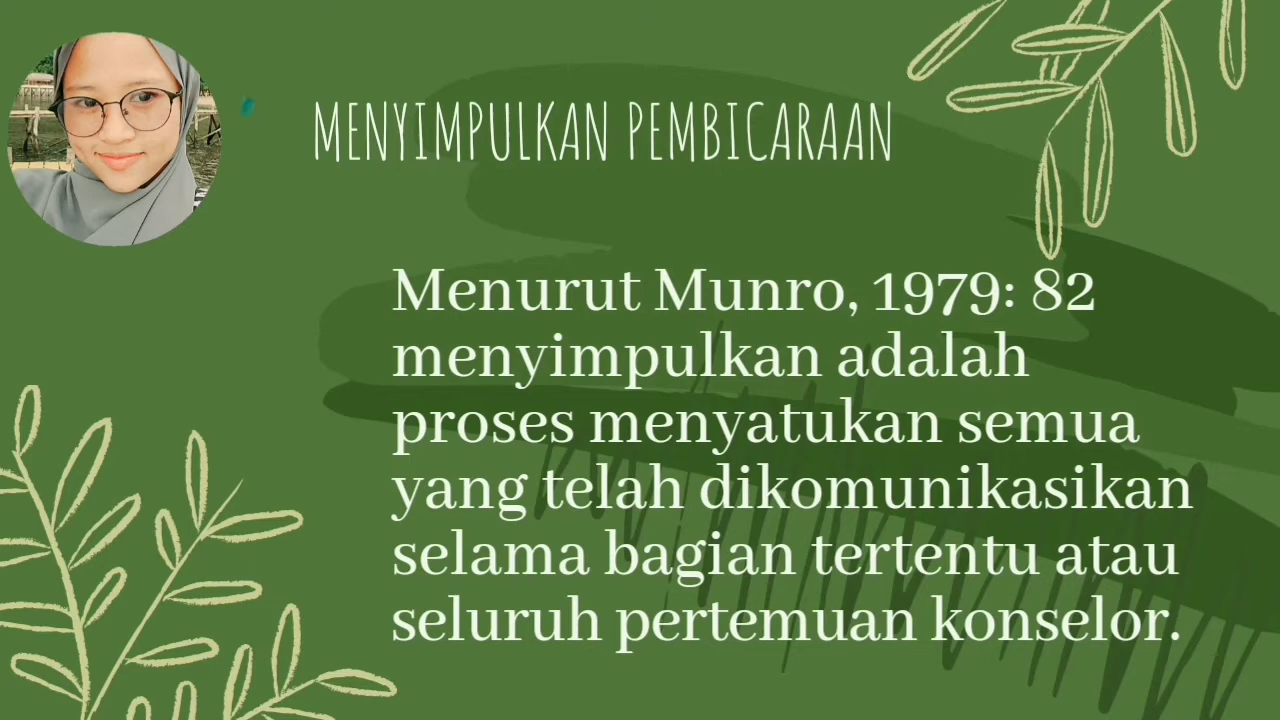 MENYIMPULKAN PEMBICARAAN
Menurut Munro, 1979: 82
menyimpulkan adalah
proses menyatukan semua
yang telah dikomunikasikan
selama bagian tertentu atau
seluruh pertemuan konselor.